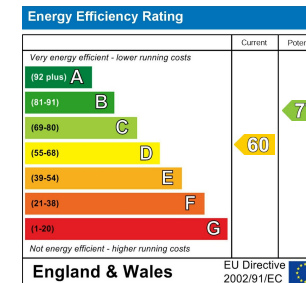 Energy Efficiency Rating
Current
Very energy efficient - lower running costs
(92 plus) A
(81-91) B
(69-80) C
(55-68) D
(39-54) E
(21-38) F
(1-20) G
60
Not energy efficient - higher running costs
England & Wales
EU Directive
2002/91/EC